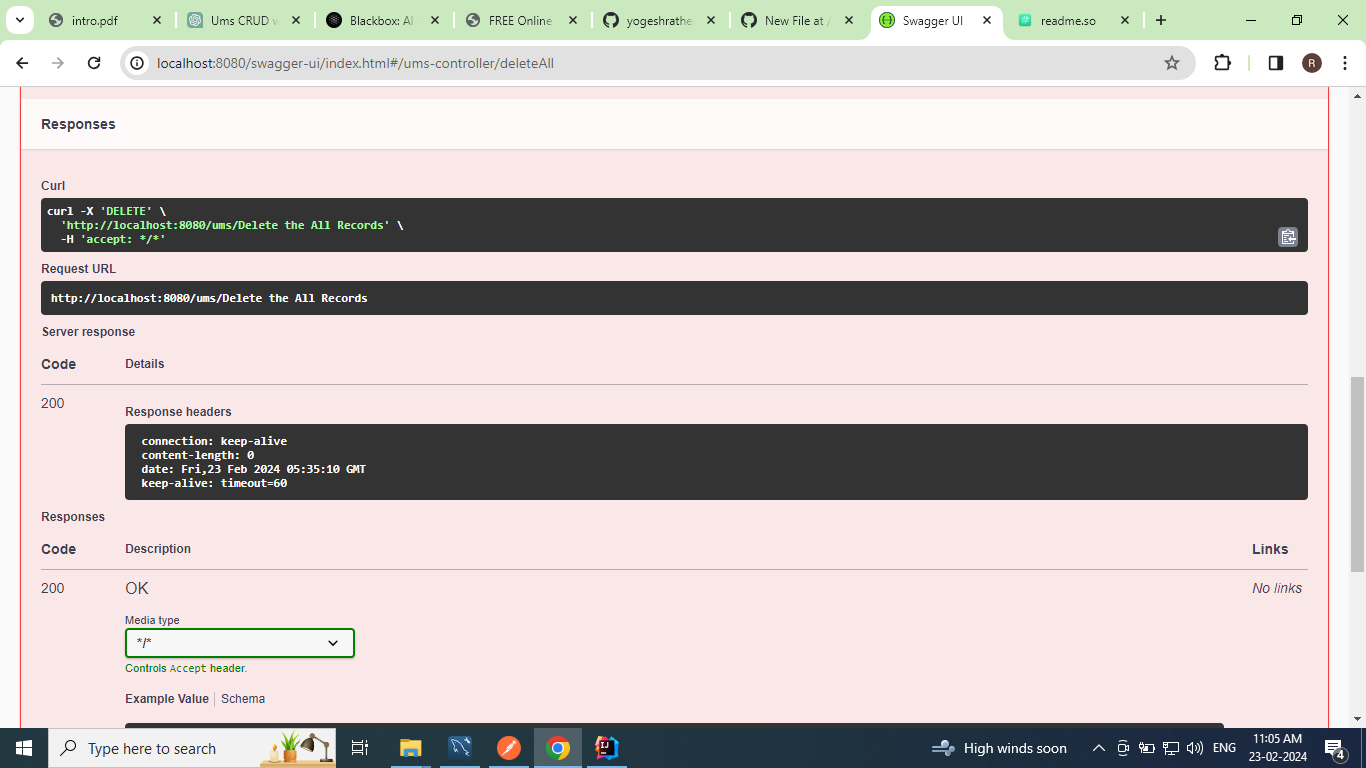 intro.pdf
Ums CRUD w
Blackbox: AI
FREE Online
yogeshrathe
New File at /
Swagger UI
readme.so
localhost:8080/swagger-ui/index.html#/ums-controller/deleteAll
R
Responses
Curl
curl -X 'DELETE' \
'http://localhost:8080/ums/Delete the All Records' \
-H 'accept: */*'
Request URL
http://localhost:8080/ums/Delete the All Records
Server response
Code Details
200
Response headers
connection: keep-alive
content-length: 0
date: Fri,23 Feb 2024 05:35:10 GMT
keep-alive: timeout=60
Responses
Code Description Links
200 OK No links
Media type
*/*
Controls Accept header.
Example Value Schema
Type here to search
High winds soon
ENG
11:05 AM
23-02-2024
4